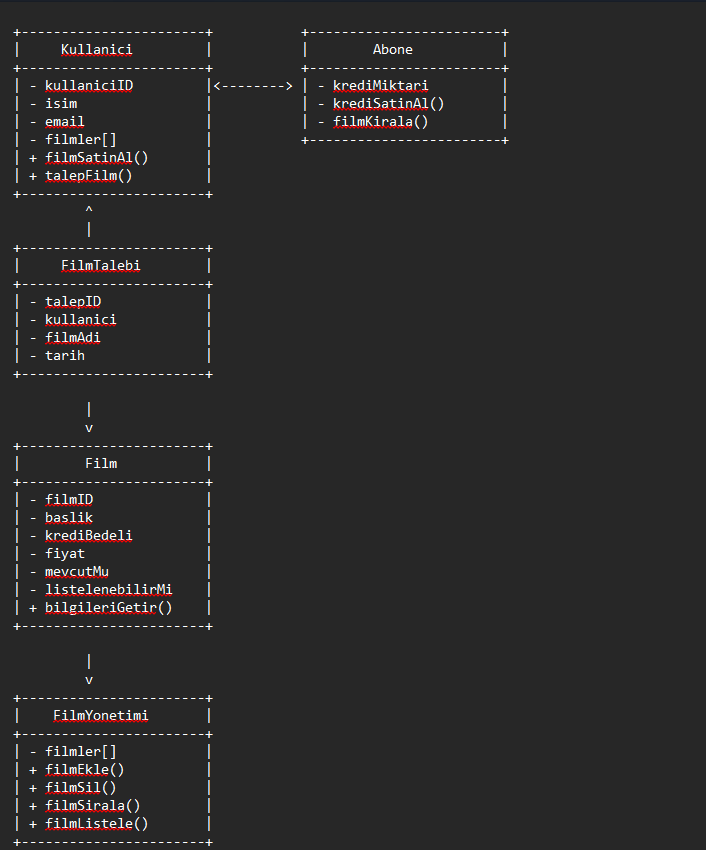 +-----------------------+           +------------------------+
|     Kullanici         |           |        Abone           |
+-----------------------+           +------------------------+
| - kullaniciID         |<--------> | - krediMiktari         |
| - isim                |           | - krediSatinAl()       |
| - email               |           | - filmKirala()         |
| - filmler[]           |           +------------------------+
| + filmSatinAl()       |
| + talepFilm()         |
+-----------------------+
         ^
         |
+-----------------------+
|     FilmTalebi        |
+-----------------------+
| - talepID             |
| - kullanici           |
| - filmAdi             |
| - tarih               |
+-----------------------+

         |
         v
+-----------------------+
|        Film           |
+-----------------------+
| - filmID              |
| - baslik              |
| - krediBedeli         |
| - fiyat               |
| - mevcutMu            |
| - listelenebilirMi    |
| + bilgileriGetir()    |
+-----------------------+

         |
         v
+-----------------------+
|    FilmYonetimi       |
+-----------------------+
| - filmler[]           |
| + filmEkle()          |
| + filmSil()           |
| + filmSirala()        |
| + filmListele()       |
+-----------------------+